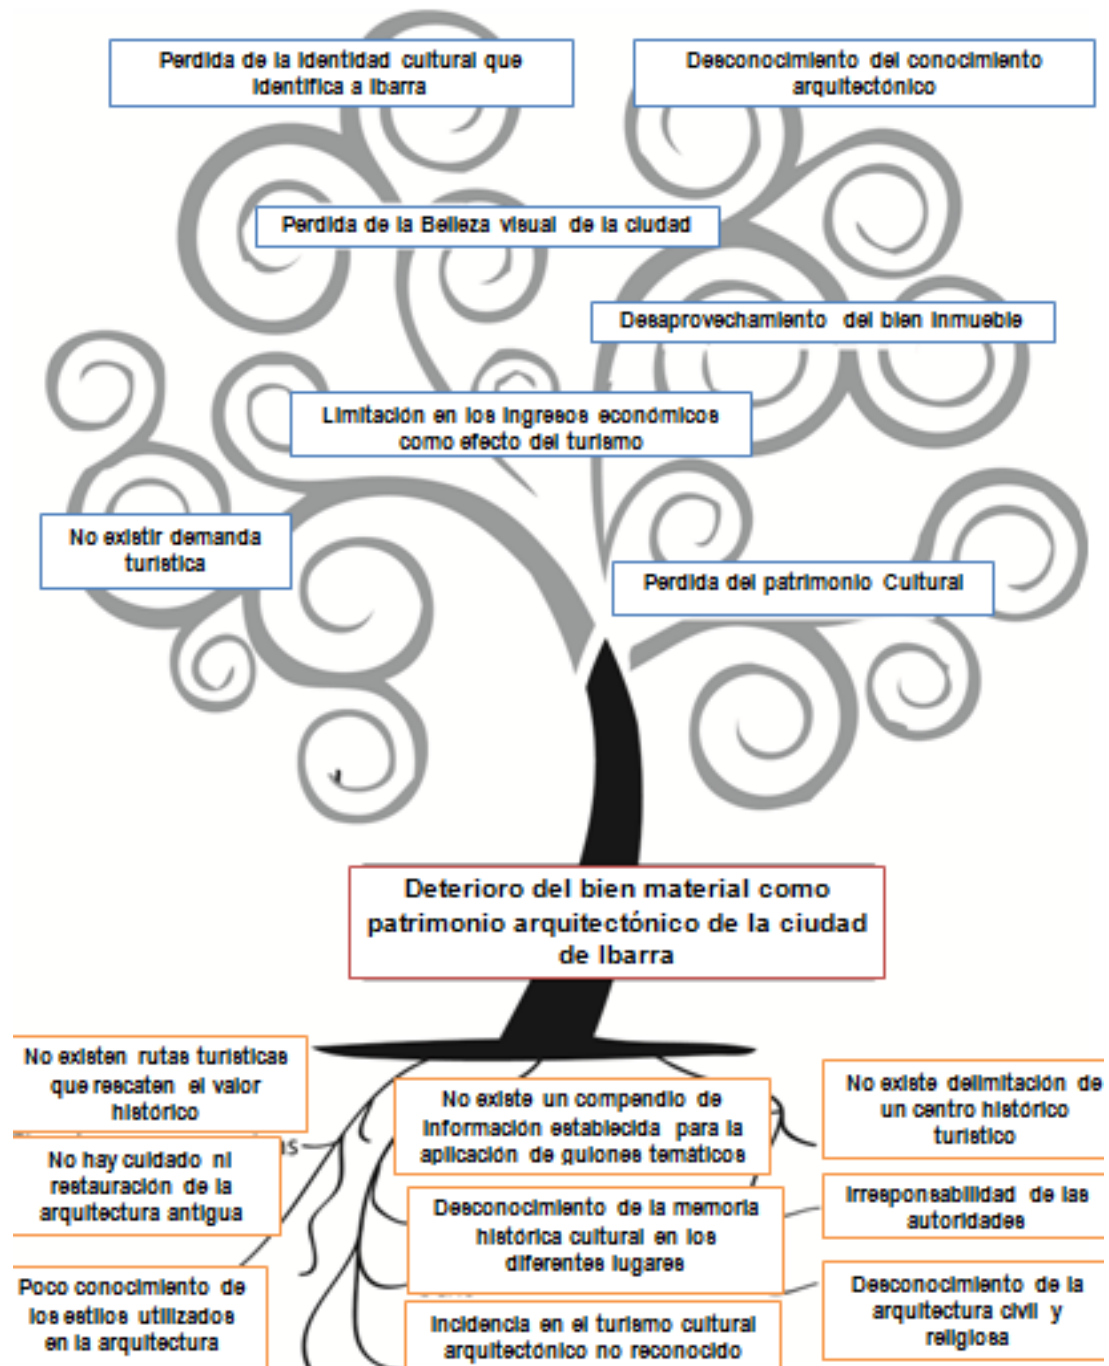 Perdida de la identidad cultural que
identifica a Ibarra
Desconocimiento del conocimiento
arquitectónico
Perdida de la Belleza visual de la ciudad
Desaprovechamiento del bien inmueble
Limitación en los ingresos económicos
como efecto del turismo
No existir demanda
turistica
Perdida del patrimonio Cultural
Deterioro del bien material como
patrimonio arquitectónico de la ciudad
de Ibarra
No existen rutas turisticas
que rescaten el valor
histórico
No existe un compendio de
información establecida para la
aplicación de guiones temáticos
No existe delimitación de
un centro histórico
turistico
No hay cuidado ni
restauración de la
arquitectura antigua
Desconocimiento de la memoria
histórica cultural en los
diferentes lugares
Irresponsabilidad de las
autoridades
Poco conocimiento de
los estilos utilizados
en la arquitectura
Incidencia en el turismo cultural
arquitectónico no reconocido
Desconocimiento de la
arquitectura civil y
religiosa